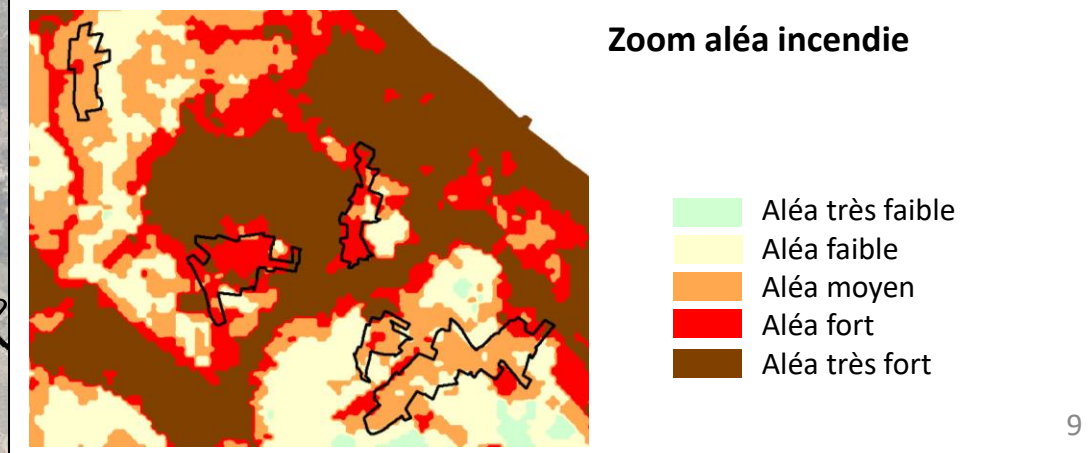 Zoom aléa incendie
Aléa très faible
Aléa faible
Aléa moyen
Aléa fort
Aléa très fort
9